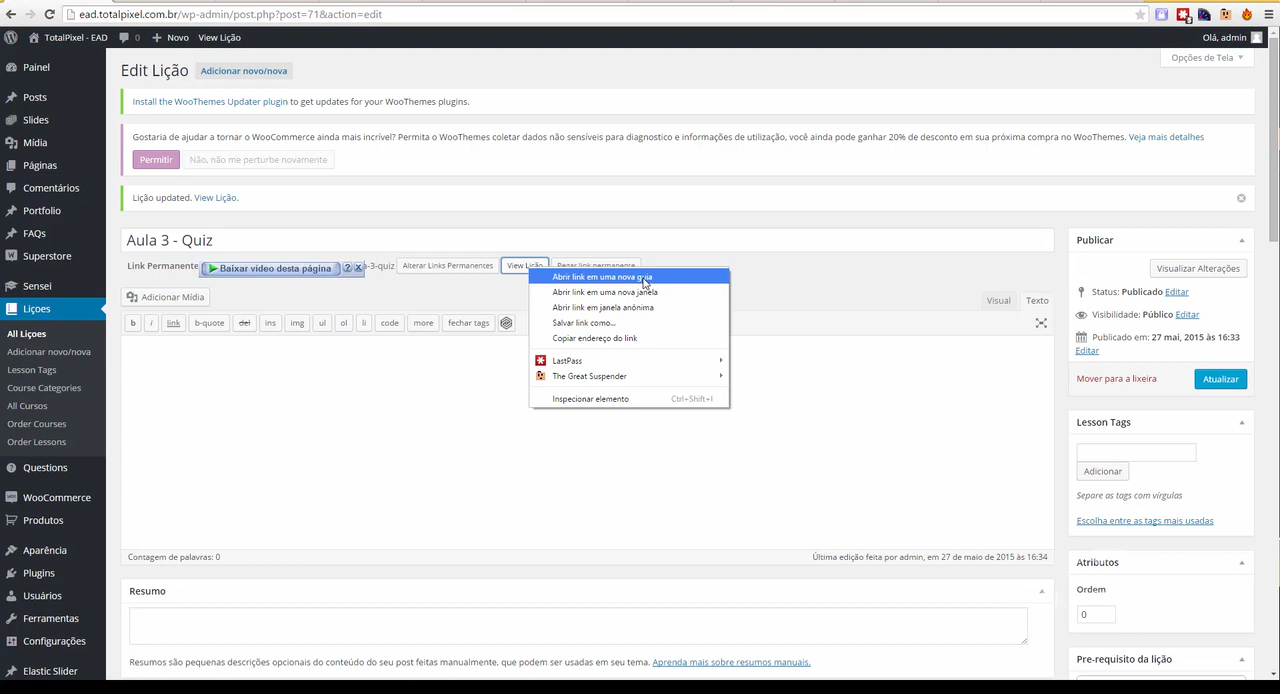 ead.totalpixel.com.br/wp-admin/post.php?post=71&action=edit
TotalPixel - EAD 0 + Novo View Lição Olá, admin
Painel
Posts
Slides
Mídia
Páginas
Comentários
Portfolio
FAQs
Superstore
Sensei
Liçoes
All Liçoes
Adicionar novo/nova
Lesson Tags
Course Categories
All Cursos
Order Courses
Order Lessons
Questions
WooCommerce
Produtos
Aparência
Plugins
Usuários
Ferramentas
Configurações
Elastic Slider
Opções de Tela
Edit Lição Adicionar novo/nova
Install the WooThemes Updater plugin to get updates for your WooThemes plugins.
Gostaria de ajudar a tornar o WooCommerce ainda mais incrível? Permita o WooThemes coletar dados não sensíveis para diagnostico e informações de utilização, você ainda pode ganhar 20% de desconto em sua próxima compra no WooThemes. Veja mais detalhes
Permitir Não, não me perturbe novamente
Lição updated. View Lição.
Aula 3 - Quiz
Link Permanente Baixar vídeo desta página ? X a-3-quiz Alterar Links Permanentes View Lição Pegar link permanente
Adicionar Mídia Visual Texto
b i link b-quote del ins img ul ol li code more fechar tags
Abrir link em uma nova guia
Abrir link em uma nova janela
Abrir link em janela anônima
Salvar link como...
Copiar endereço do link
LastPass
The Great Suspender
Inspecionar elemento Ctrl+Shift+I
Contagem de palavras: 0 Última edição feita por admin, em 27 de maio de 2015 às 16:34
Resumo
Resumos são pequenas descrições opcionais do conteúdo do seu post feitas manualmente, que podem ser usadas em seu tema. Aprenda mais sobre resumos manuais.
Publicar
Visualizar Alterações
Status: Publicado Editar
Visibilidade: Público Editar
Publicado em: 27 mai, 2015 às 16:33
Editar
Mover para a lixeira Atualizar
Lesson Tags
Adicionar
Separe as tags com vírgulas
Escolha entre as tags mais usadas
Atributos
Ordem
0
Pre-requisito da lição